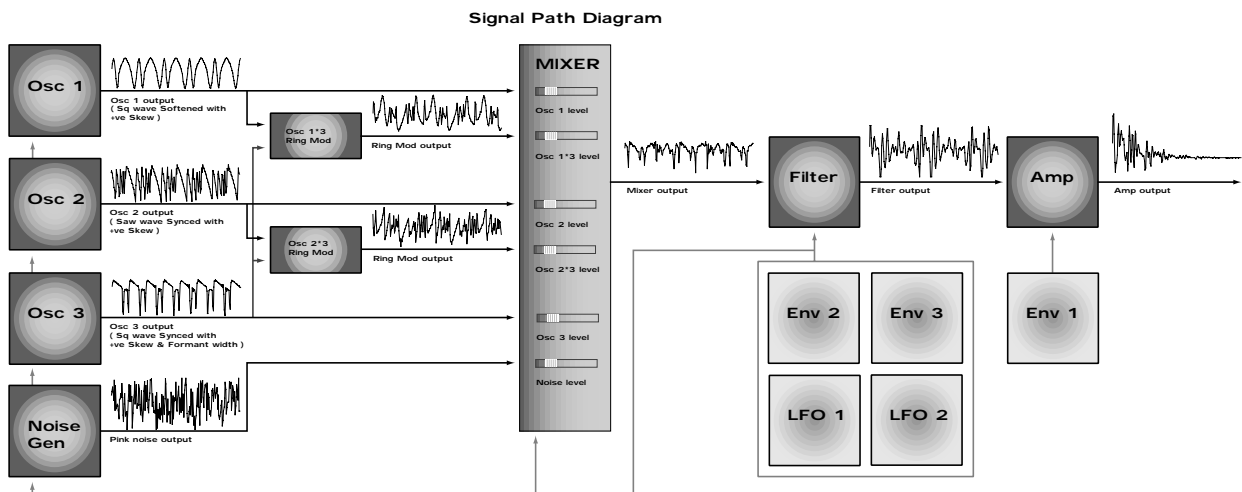 Signal Path Diagram
Osc 1
Osc 1 output
( Sq wave Softened with
+ve Skew )
Osc 1*3
Ring Mod
Ring Mod output
Osc 2
Osc 2 output
( Saw wave Synced with
+ve Skew )
Osc 2*3
Ring Mod
Ring Mod output
Osc 3
Osc 3 output
( Sq wave Synced with
+ve Skew & Formant width )
Noise
Gen
Pink noise output
MIXER
Osc 1 level
Osc 1*3 level
Osc 2 level
Osc 2*3 level
Osc 3 level
Noise level
Mixer output
Filter
Filter output
Amp
Amp output
Env 2
Env 3
Env 1
LFO 1
LFO 2